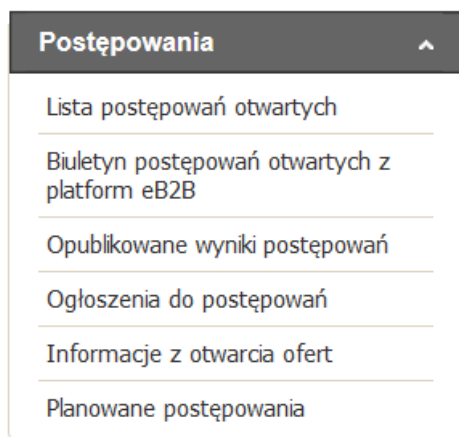 Postępowania
Lista postępowań otwartych
Biuletyn postępowań otwartych z
platform eB2B
Opublikowane wyniki postępowań
Ogłoszenia do postępowań
Informacje z otwarcia ofert
Planowane postępowania